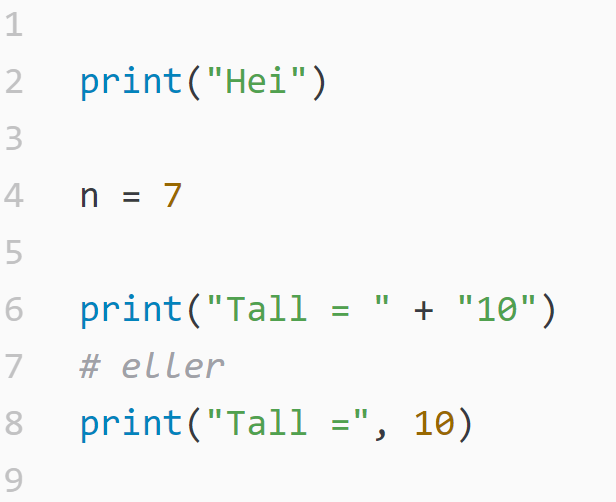 1
2 print("Hei")
3
4 n = 7
5
6 print("Tall = " + "10")
7 # eller
8 print("Tall =", 10)
9